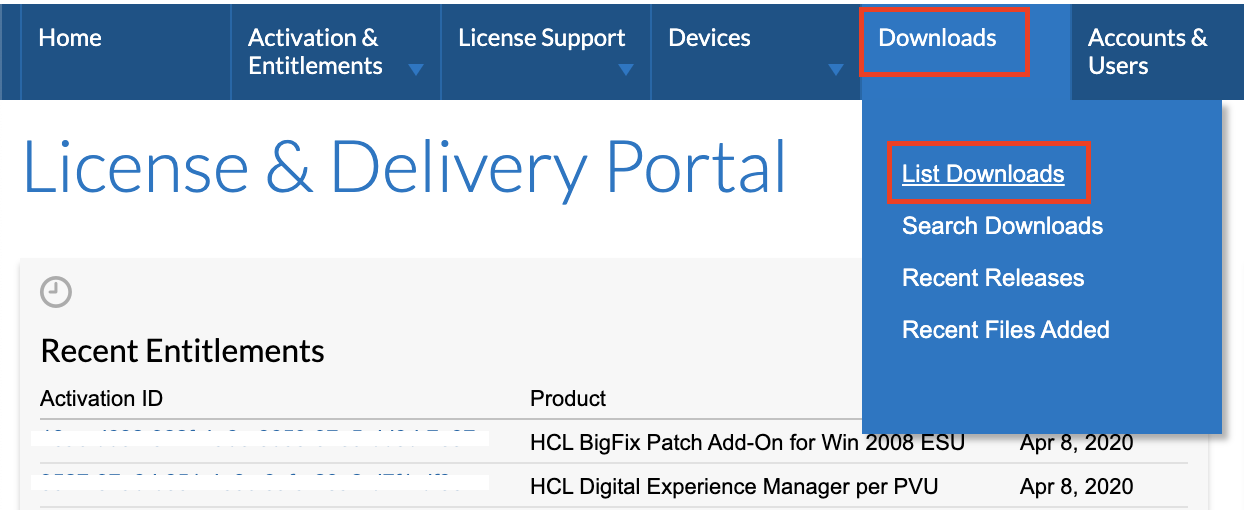 Home
Activation &
Entitlements
License Support
Devices
Downloads
Accounts &
Users
List Downloads
Search Downloads
Recent Releases
Recent Files Added
License & Delivery Portal
Recent Entitlements
Activation ID Product
HCL BigFix Patch Add-On for Win 2008 ESU Apr 8, 2020
HCL Digital Experience Manager per PVU Apr 8, 2020